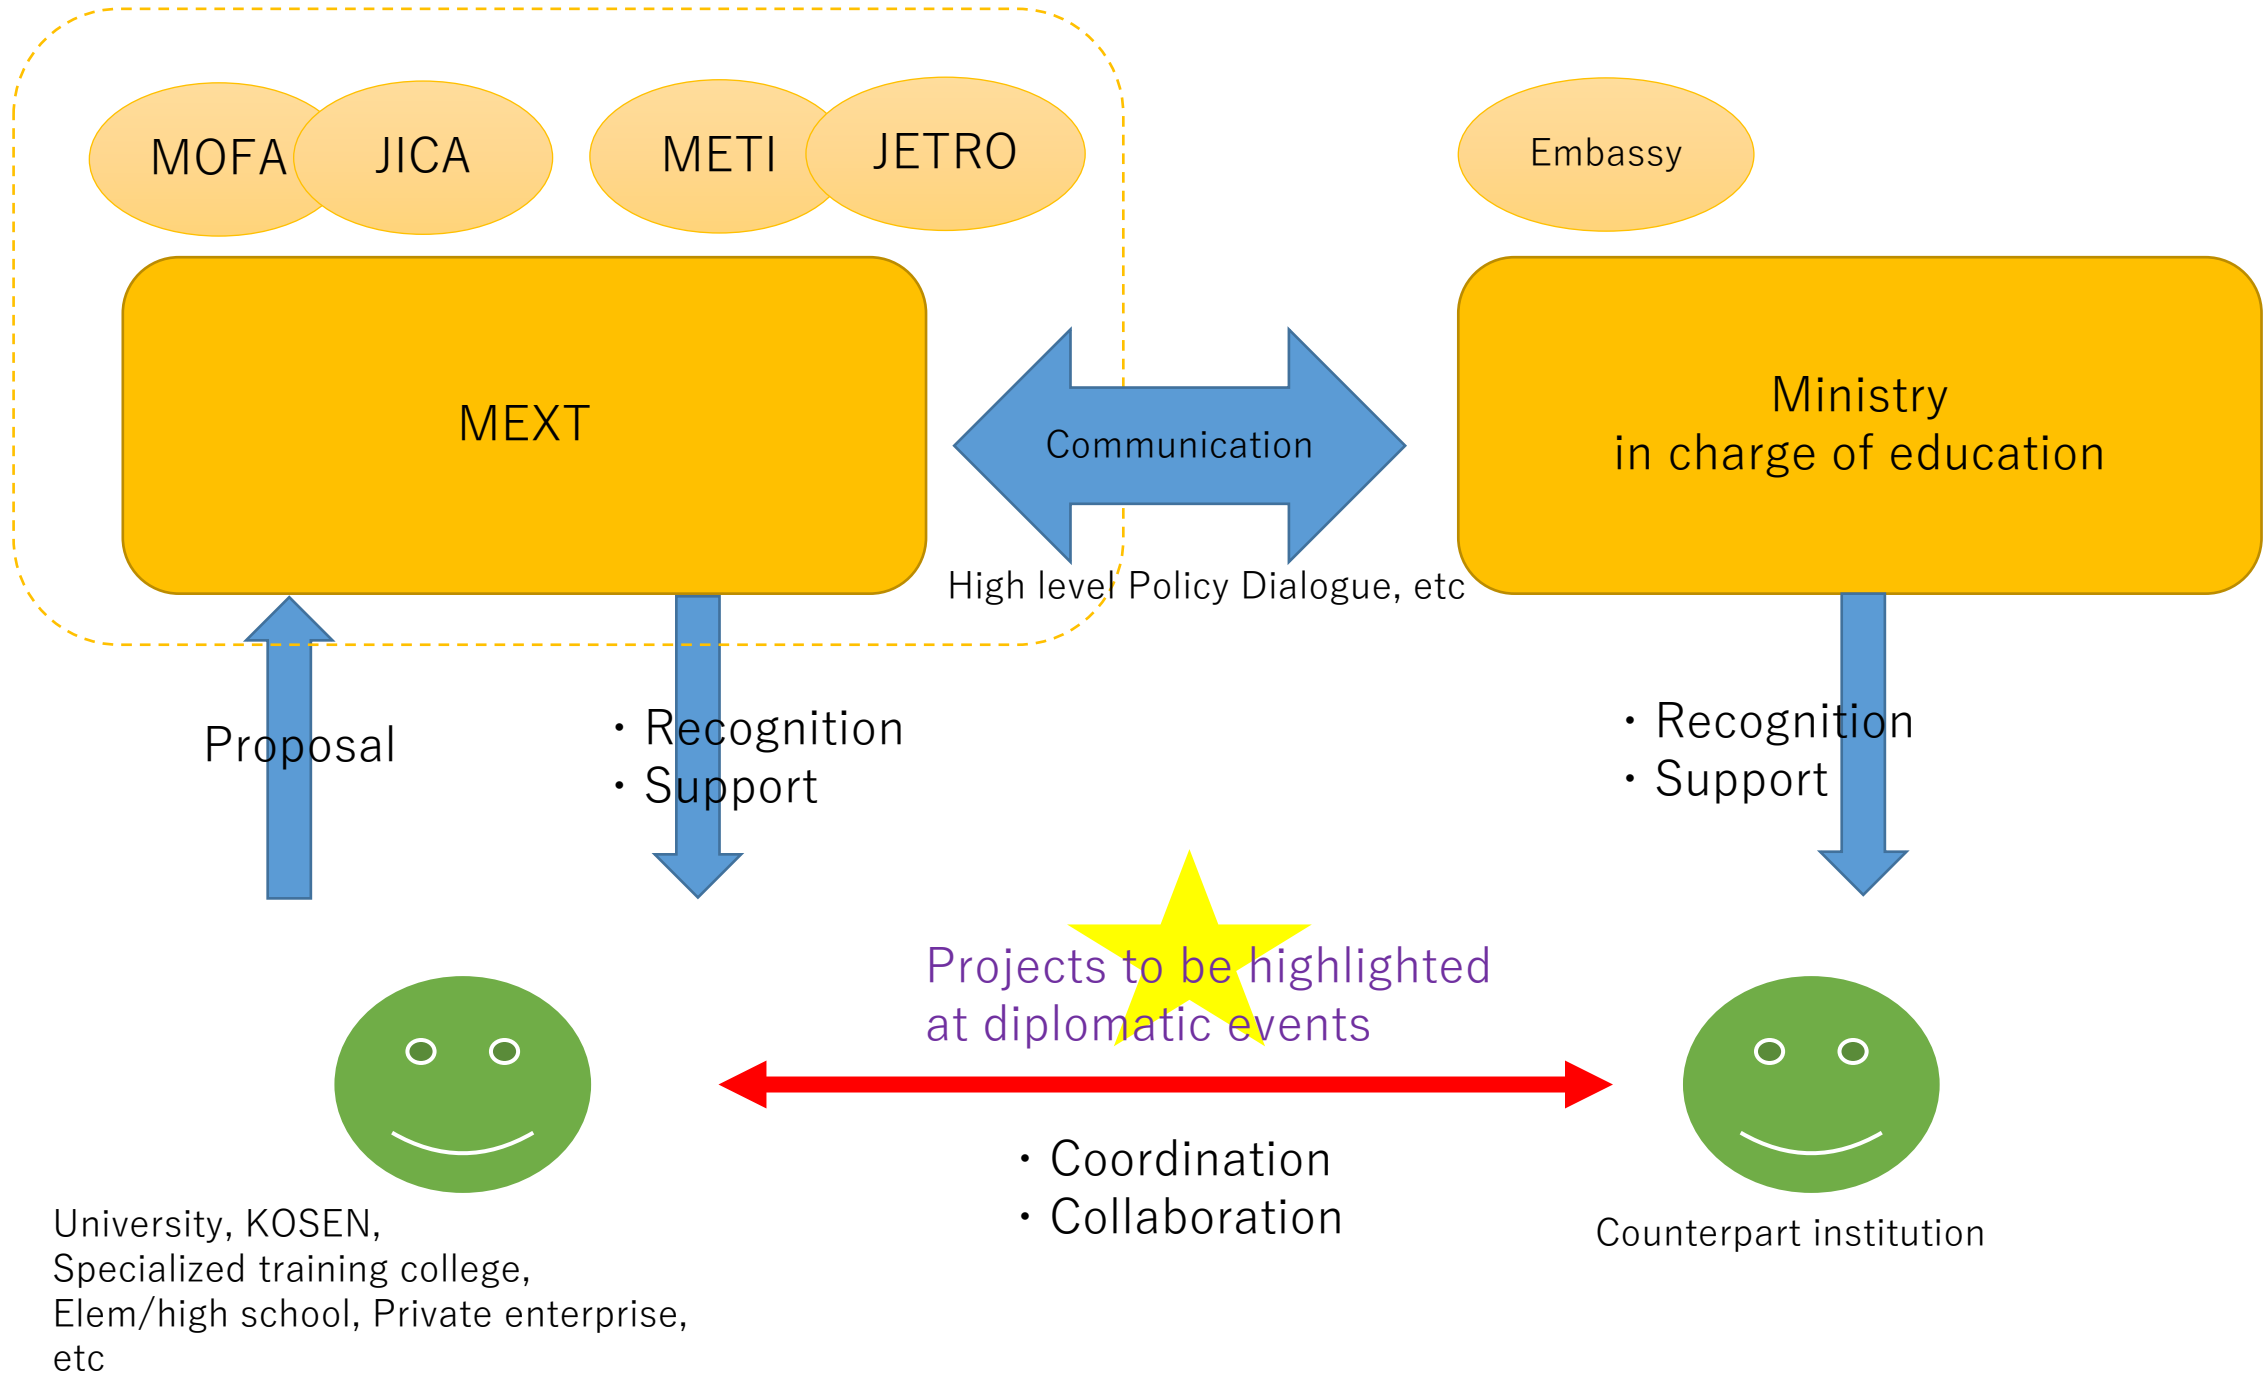 MOFA
JICA
METI
JETRO
Embassy
MEXT
Communication
Ministry
in charge of education
High level Policy Dialogue, etc
Proposal
・Recognition
・Support
・Recognition
・Support
Projects to be highlighted
at diplomatic events
・Coordination
・Collaboration
University, KOSEN,
Specialized training college,
Elem/high school, Private enterprise,
etc
Counterpart institution